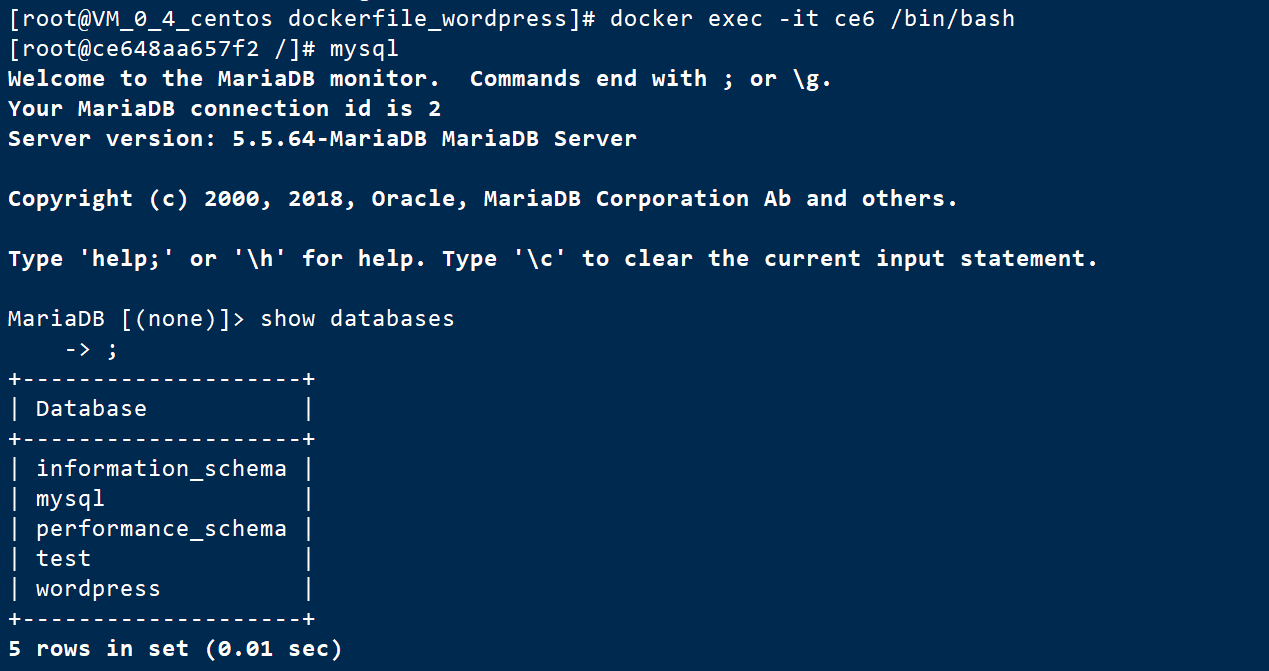 [root@VM_0_4_centos dockerfile_wordpress]# docker exec -it ce6 /bin/bash
[root@ce648aa657f2 /]# mysql
Welcome to the MariaDB monitor.  Commands end with ; or \g.
Your MariaDB connection id is 2
Server version: 5.5.64-MariaDB MariaDB Server

Copyright (c) 2000, 2018, Oracle, MariaDB Corporation Ab and others.

Type 'help;' or '\h' for help. Type '\c' to clear the current input statement.

MariaDB [(none)]> show databases
    -> ;
+--------------------+
| Database           |
+--------------------+
| information_schema |
| mysql              |
| performance_schema |
| test               |
| wordpress          |
+--------------------+
5 rows in set (0.01 sec)